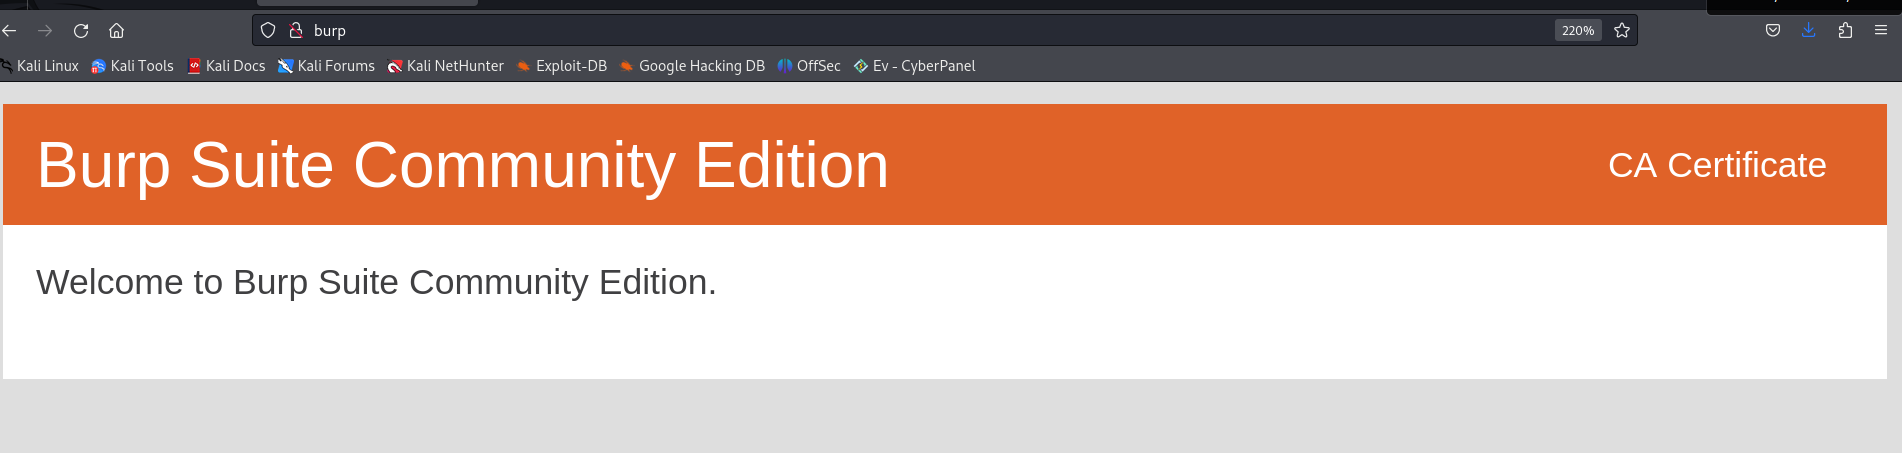 burp
220%
Kali Linux Kali Tools Kali Docs Kali Forums Kali NetHunter Exploit-DB Google Hacking DB OffSec Ev - CyberPanel
Burp Suite Community Edition
CA Certificate
Welcome to Burp Suite Community Edition.